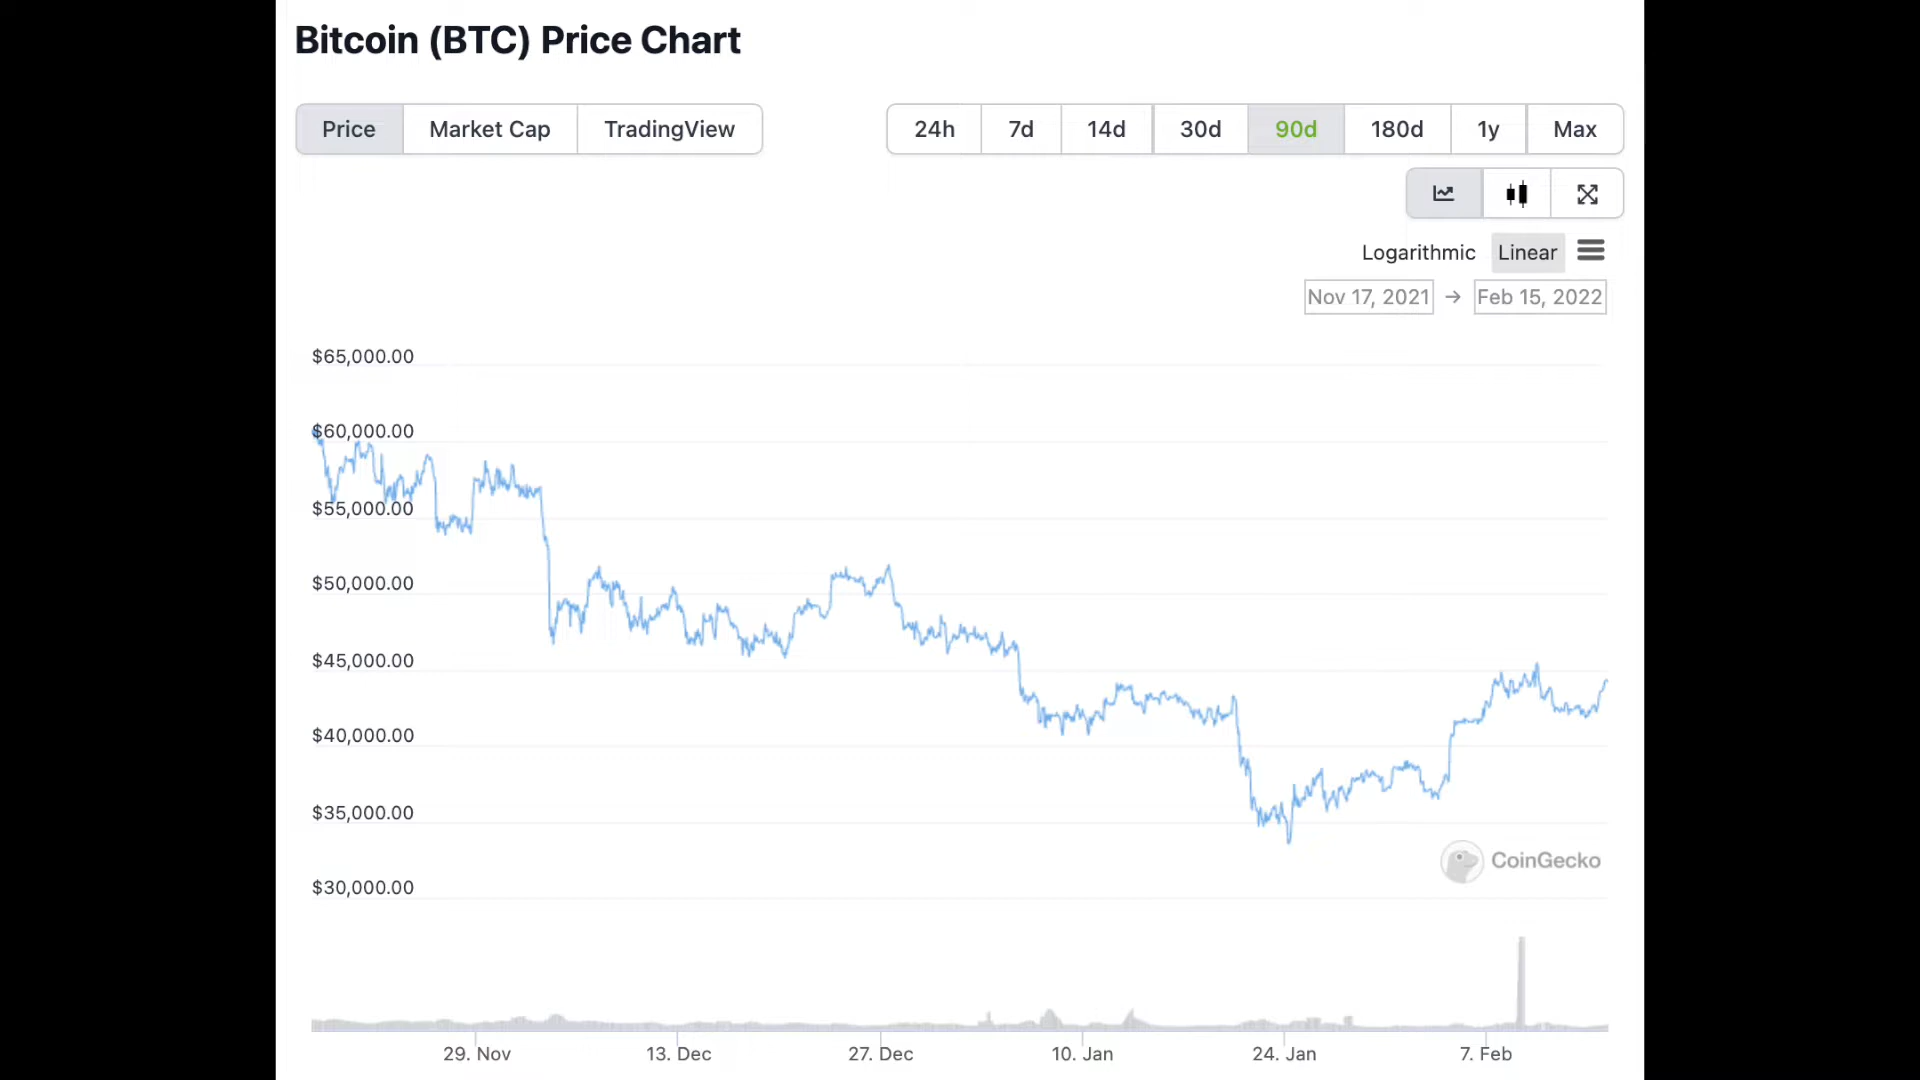 Bitcoin (BTC) Price Chart
Price Market Cap TradingView 24h 7d 14d 30d 90d 180d 1y Max
Logarithmic Linear
Nov 17, 2021 → Feb 15, 2022
$65,000.00
$60,000.00
$55,000.00
$50,000.00
$45,000.00
$40,000.00
$35,000.00
CoinGecko
$30,000.00
29. Nov 13. Dec 27. Dec 10. Jan 24. Jan 7. Feb